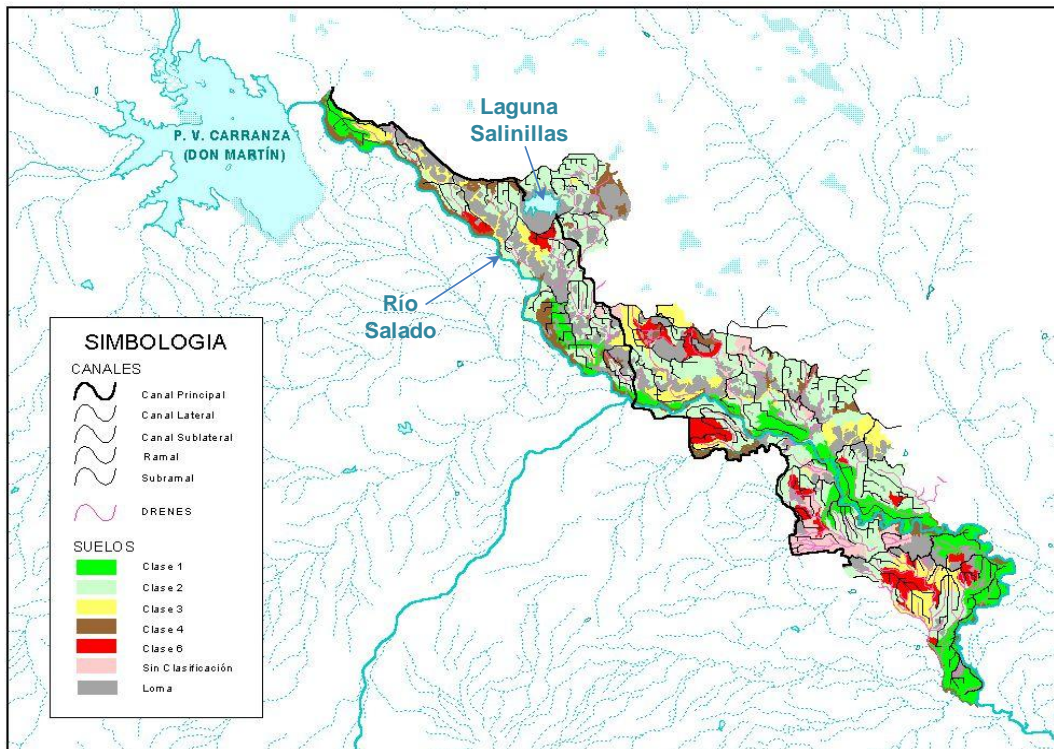 Laguna
Salinillas
P. V. CARRANZA
(DON MARTÍN)
Río
Salado
SIMBOLOGIA
CANALES
Canal Principal
Canal Lateral
Canal Sublateral
Ramal
Subramal
DRENES
SUELOS
Clase 1
Clase 2
Clase 3
Clase 4
Clase 6
Sin Clasificación
Loma